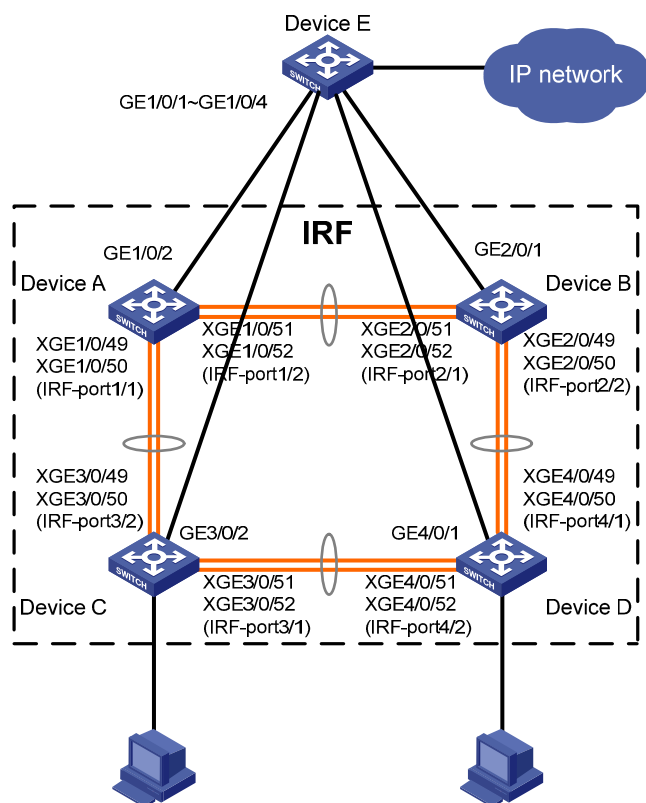 Device E
SWITCH
IP network
GE1/0/1~GE1/0/4
IRF
GE1/0/2
GE2/0/1
Device A
Device B
SWITCH
SWITCH
XGE1/0/51
XGE1/0/52
(IRF-port1/2)
XGE2/0/51
XGE2/0/52
(IRF-port2/1)
XGE1/0/49
XGE1/0/50
(IRF-port1/1)
XGE2/0/49
XGE2/0/50
(IRF-port2/2)
XGE3/0/49
XGE3/0/50
(IRF-port3/2)
XGE4/0/49
XGE4/0/50
(IRF-port4/1)
GE3/0/2
GE4/0/1
SWITCH
SWITCH
Device C
Device D
XGE3/0/51
XGE3/0/52
(IRF-port3/1)
XGE4/0/51
XGE4/0/52
(IRF-port4/2)